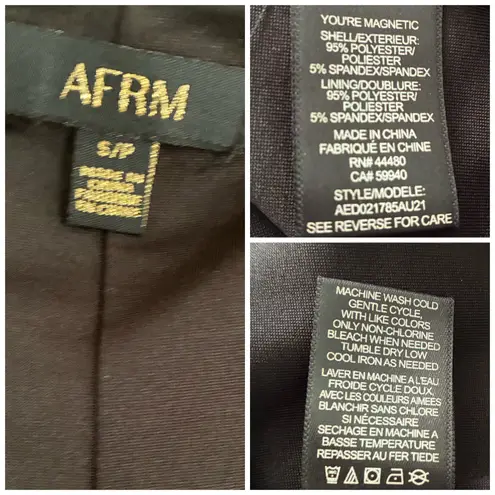 AFRM
S/P
MADE IN
CHINA
FABRIQUÉ
EN CHINE
YOU'RE MAGNETIC
SHELL/EXTERIEUR:
95% POLYESTER/
POLIESTER
5% SPANDEX/SPANDEX
LINING/DOUBLURE:
95% POLYESTER/
POLIESTER
5% SPANDEX/SPANDEX
MADE IN CHINA
FABRIQUÉ EN CHINE
RN# 44480
CA# 59940
STYLE/MODELE:
AED021785AU21
SEE REVERSE FOR CARE
MACHINE WASH COLD
GENTLE CYCLE,
WITH LIKE COLORS
ONLY NON-CHLORINE
BLEACH WHEN NEEDED
TUMBLE DRY LOW
COOL IRON AS NEEDED
LAVER EN MACHINE A L'EAU
FROIDE CYCLE DOUX,
AVEC LES COULEURS AIMEES
BLANCHIR SANS CHLORE
SI NÉCESSAIRE
SECHAGE EN MACHINE A
BASSE TEMPERATURE
REPASSER AU FER TIEDE